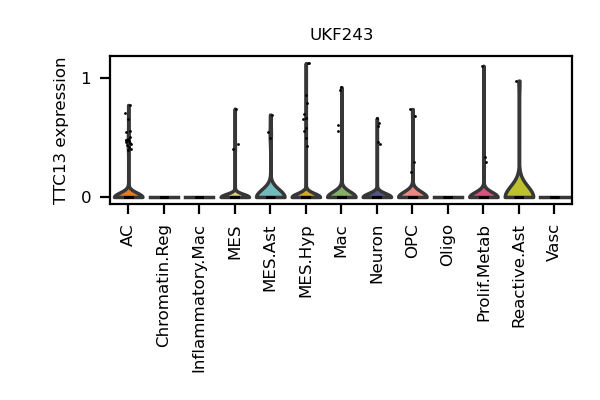 UKF243
TTC13 expression
1
0
AC
Chromatin.Reg
Inflammatory.Mac
MES
MES.Ast
MES.Hyp
Mac
Neuron
OPC
Oligo
Prolif.Metab
Reactive.Ast
Vasc